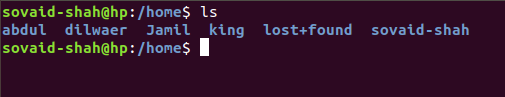 sovaid-shah@hp:/home$ ls
abdul  dilwaer  Jamil  king  lost+found  sovaid-shah
sovaid-shah@hp:/home$